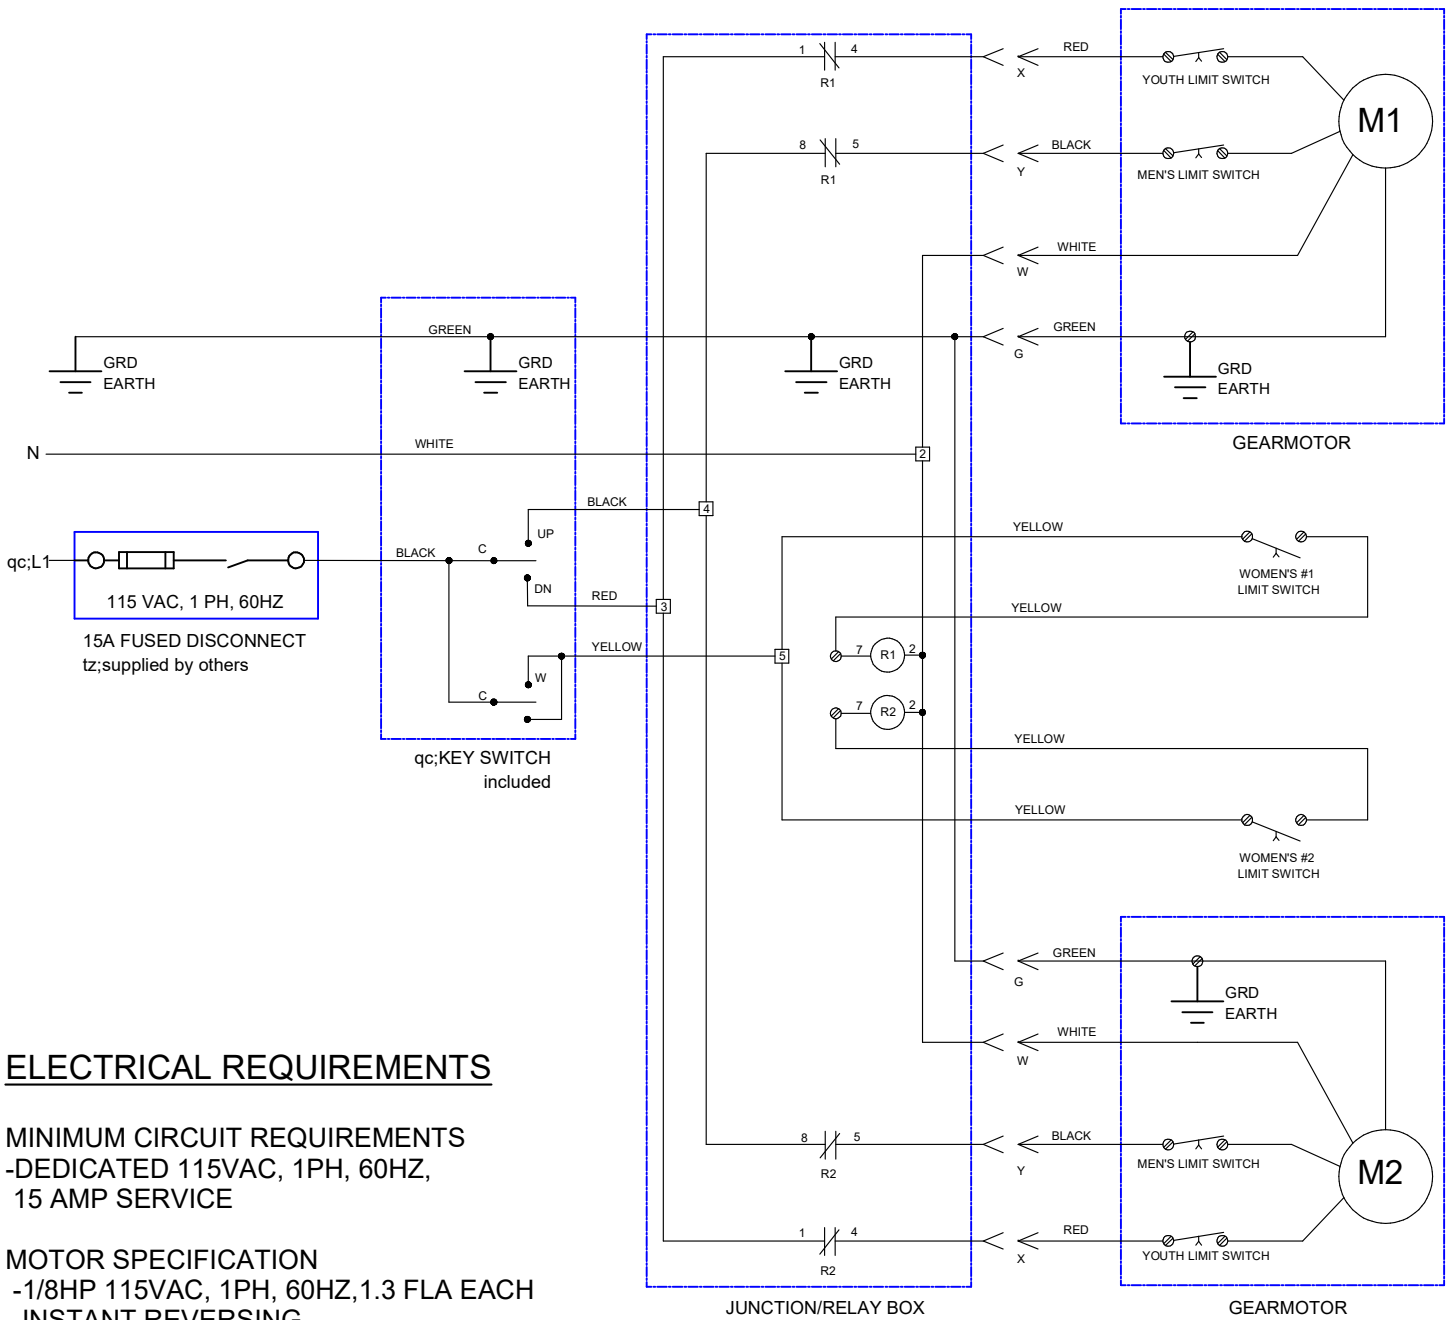 1
4
R1
RED
X
YOUTH LIMIT SWITCH
M1
8
5
R1
BLACK
Y
MEN'S LIMIT SWITCH
WHITE
W
GREEN
GREEN
G
GRD
EARTH
GRD
EARTH
GRD
EARTH
GRD
EARTH
GEARMOTOR
N
WHITE
2
qc;L1
115 VAC, 1 PH, 60HZ
15A FUSED DISCONNECT
tz;supplied by others
BLACK
C
UP
DN
BLACK
4
RED
3
YELLOW
5
C
W
qc;KEY SWITCH
included
YELLOW
WOMEN'S #1
LIMIT SWITCH
YELLOW
7
R1
2
7
R2
2
YELLOW
YELLOW
WOMEN'S #2
LIMIT SWITCH
GREEN
G
GRD
EARTH
WHITE
W
8
5
R2
BLACK
Y
MEN'S LIMIT SWITCH
M2
1
4
R2
RED
X
YOUTH LIMIT SWITCH
JUNCTION/RELAY BOX
GEARMOTOR
ELECTRICAL REQUIREMENTS
MINIMUM CIRCUIT REQUIREMENTS
-DEDICATED 115VAC, 1PH, 60HZ,
15 AMP SERVICE
MOTOR SPECIFICATION
-1/8HP 115VAC, 1PH, 60HZ,1.3 FLA EACH
INSTANT REVERSING